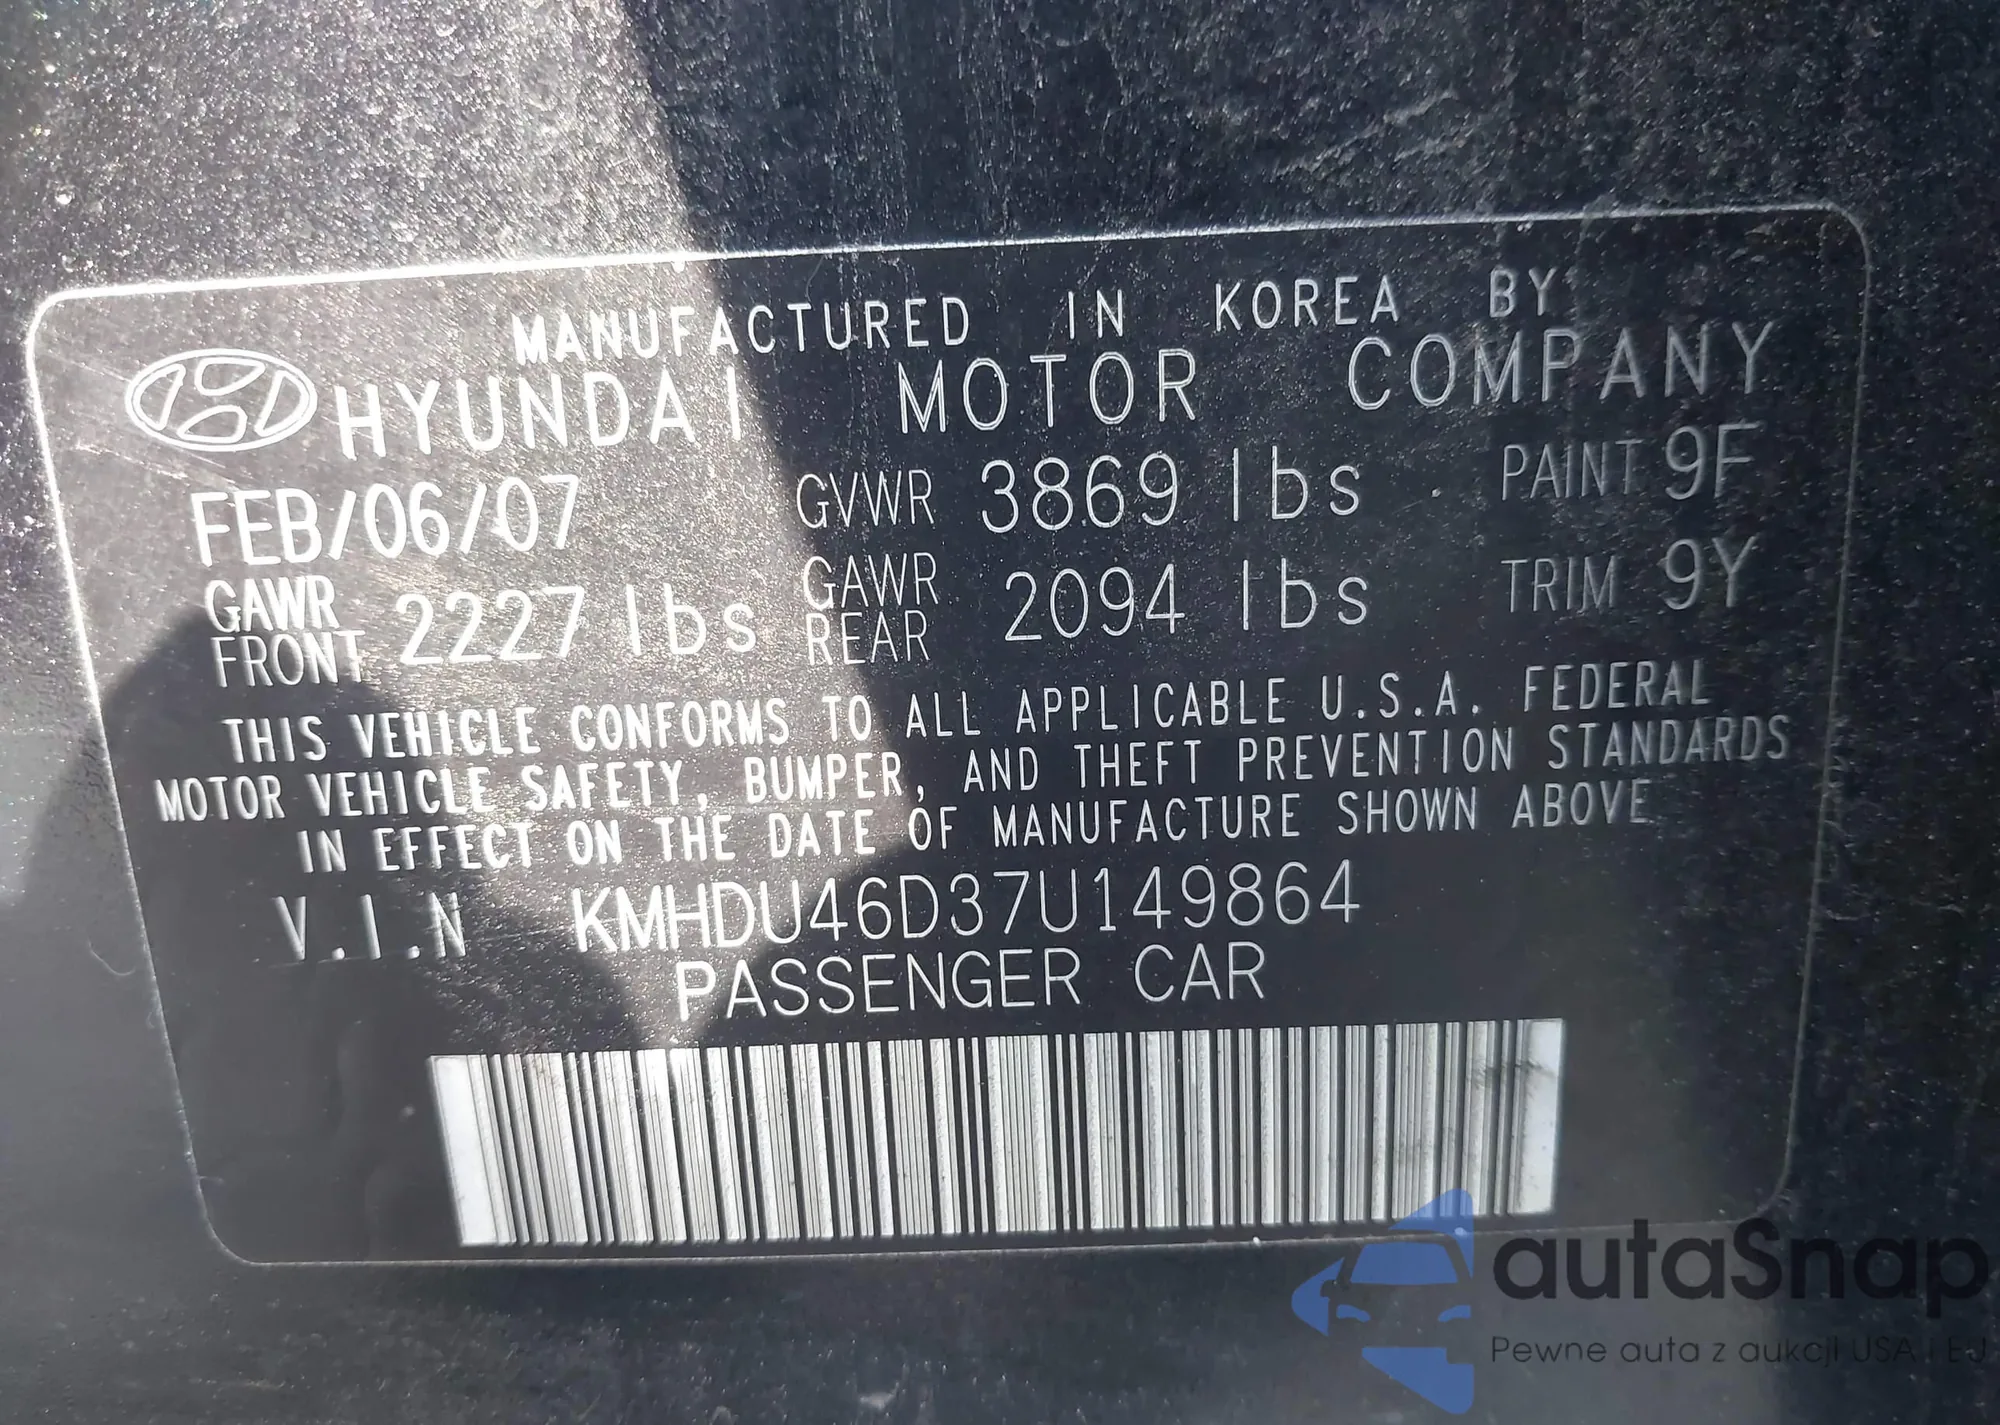 MANUFACTURED IN KOREA BY
HYUNDAI MOTOR COMPANY
FEB/06/07 GVWR 3869 lbs PAINT 9F
GAWR FRONT 2227 lbs GAWR REAR 2094 lbs TRIM 9Y
THIS VEHICLE CONFORMS TO ALL APPLICABLE U.S.A. FEDERAL
MOTOR VEHICLE SAFETY, BUMPER, AND THEFT PREVENTION STANDARDS
IN EFFECT ON THE DATE OF MANUFACTURE SHOWN ABOVE
V.I.N KMHDU46D37U149864
PASSENGER CAR
autaSnap
Pewne auta z aukcji USA i EU